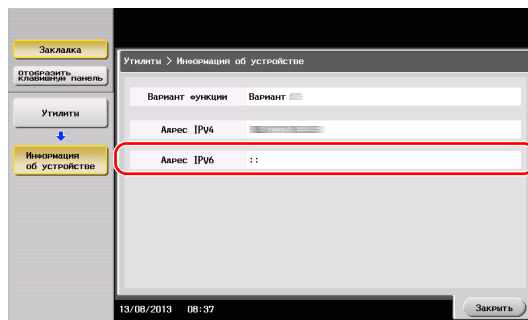 Закладка
Отобразить
клавишную панель
Утилиты
Информация
об устройстве
Утилиты > Информация об устройстве
Вариант функции Вариант
Адрес IPV4
Адрес IPV6 ::
13/08/2013 08:37
Закрыть